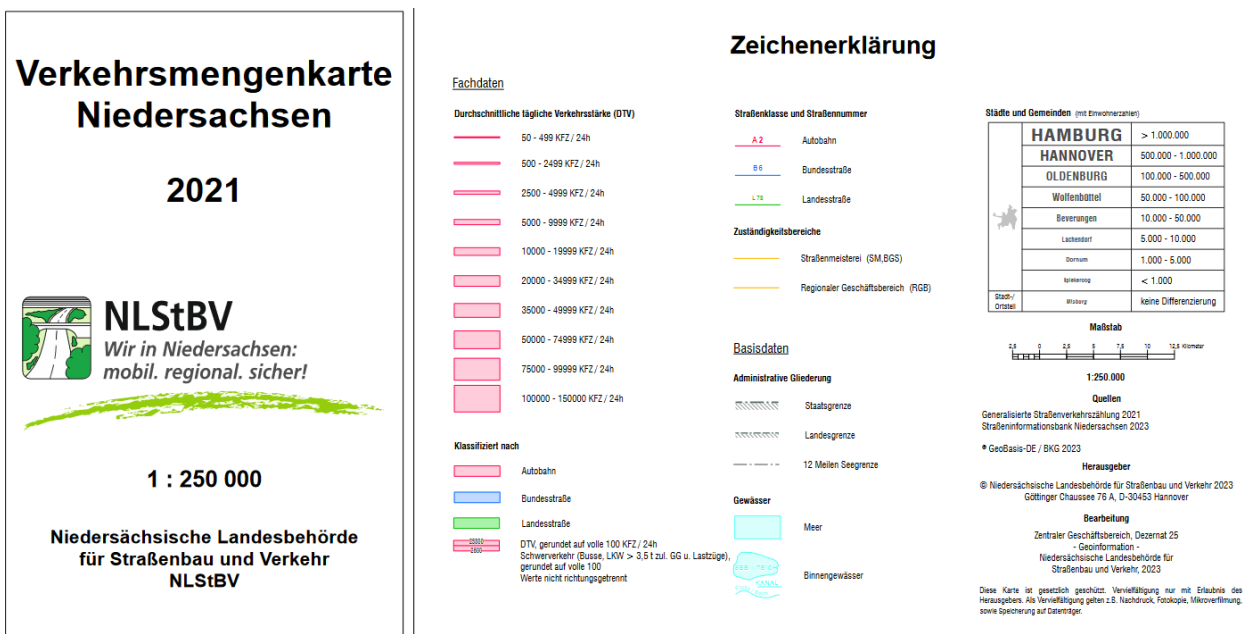 Verkehrsmengenkarte
Niedersachsen
2021
NLStBV
Wir in Niedersachsen:
mobil. regional. sicher!
1 : 250 000
Niedersächsische Landesbehörde
für Straßenbau und Verkehr
NLStBV
Zeichenerklärung
Fachdaten
Durchschnittliche tägliche Verkehrsstärke (DTV)
50 - 499 KFZ / 24h
500 - 2499 KFZ / 24h
2500 - 4999 KFZ / 24h
5000 - 9999 KFZ / 24h
10000 - 19999 KFZ / 24h
20000 - 34999 KFZ / 24h
35000 - 49999 KFZ / 24h
50000 - 74999 KFZ / 24h
75000 - 99999 KFZ / 24h
100000 - 150000 KFZ / 24h
Klassifiziert nach
Autobahn
Bundesstraße
Landesstraße
DTV, gerundet auf volle 100 KFZ / 24h
Schwerverkehr (Busse, LKW > 3,5 t zul. GG u. Lastzüge),
gerundet auf volle 100
Werte nicht richtungsgetrennt
Straßenklasse und Straßennummer
A 2 Autobahn
B 6 Bundesstraße
L 78 Landesstraße
Zuständigkeitsbereiche
Straßenmeisterei (SM,BGS)
Regionaler Geschäftsbereich (RGB)
Basisdaten
Administrative Gliederung
Staatsgrenze
Landesgrenze
12 Meilen Seegrenze
Gewässer
Meer
KANAL
Binnengewässer
Städte und Gemeinden (mit Einwohnerzahlen)
HAMBURG > 1.000.000
HANNOVER 500.000 - 1.000.000
OLDENBURG 100.000 - 500.000
Wolfenbüttel 50.000 - 100.000
Beverungen 10.000 - 50.000
Lachendorf 5.000 - 10.000
Dornum 1.000 - 5.000
Spiekeroog < 1.000
Stadt-/
Ortsteil Misburg keine Differenzierung
Maßstab
2,5 0 2,5 5 7,5 10 12,5 Kilometer
1:250.000
Quellen
Generalisierte Straßenverkehrszählung 2021
Straßeninformationsbank Niedersachsen 2023
® GeoBasis-DE / BKG 2023
Herausgeber
© Niedersächsische Landesbehörde für Straßenbau und Verkehr 2023
Göttinger Chaussee 76 A, D-30453 Hannover
Bearbeitung
Zentraler Geschäftsbereich, Dezernat 25
- Geoinformation -
Niedersächsische Landesbehörde für
Straßenbau und Verkehr, 2023
Diese Karte ist gesetzlich geschützt. Vervielfältigung nur mit Erlaubnis des
Herausgebers. Als Vervielfältigung gelten z.B. Nachdruck, Fotokopie, Mikroverfilmung,
sowie Speicherung auf Datenträger.